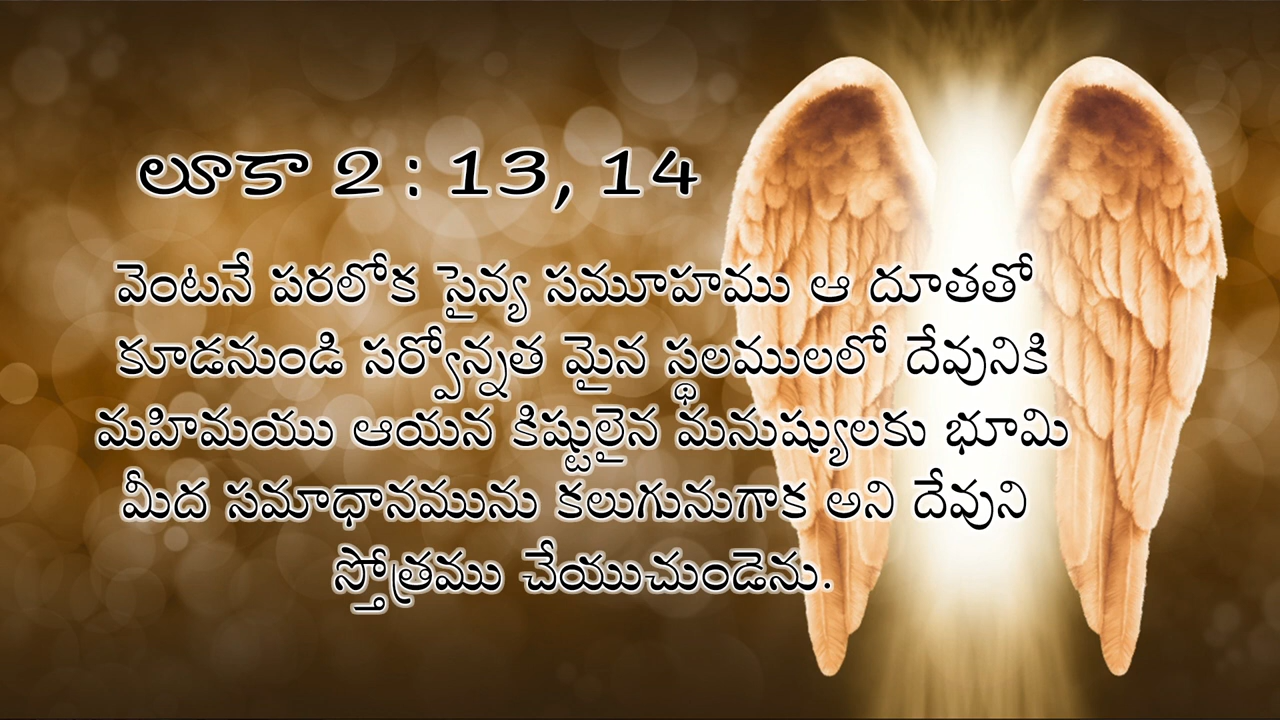 లూకా 2 : 13, 14
వెంటనే పరలోక సైన్య సమూహము ఆ దూతతో
కూడనుండి సర్వోన్నత మైన స్థలములలో దేవునికి
మహిమయు ఆయన కిష్టులైన మనుష్యులకు భూమి
మీద సమాధానమును కలుగునుగాక అని దేవుని
స్తోత్రము చేయుచుండెను.